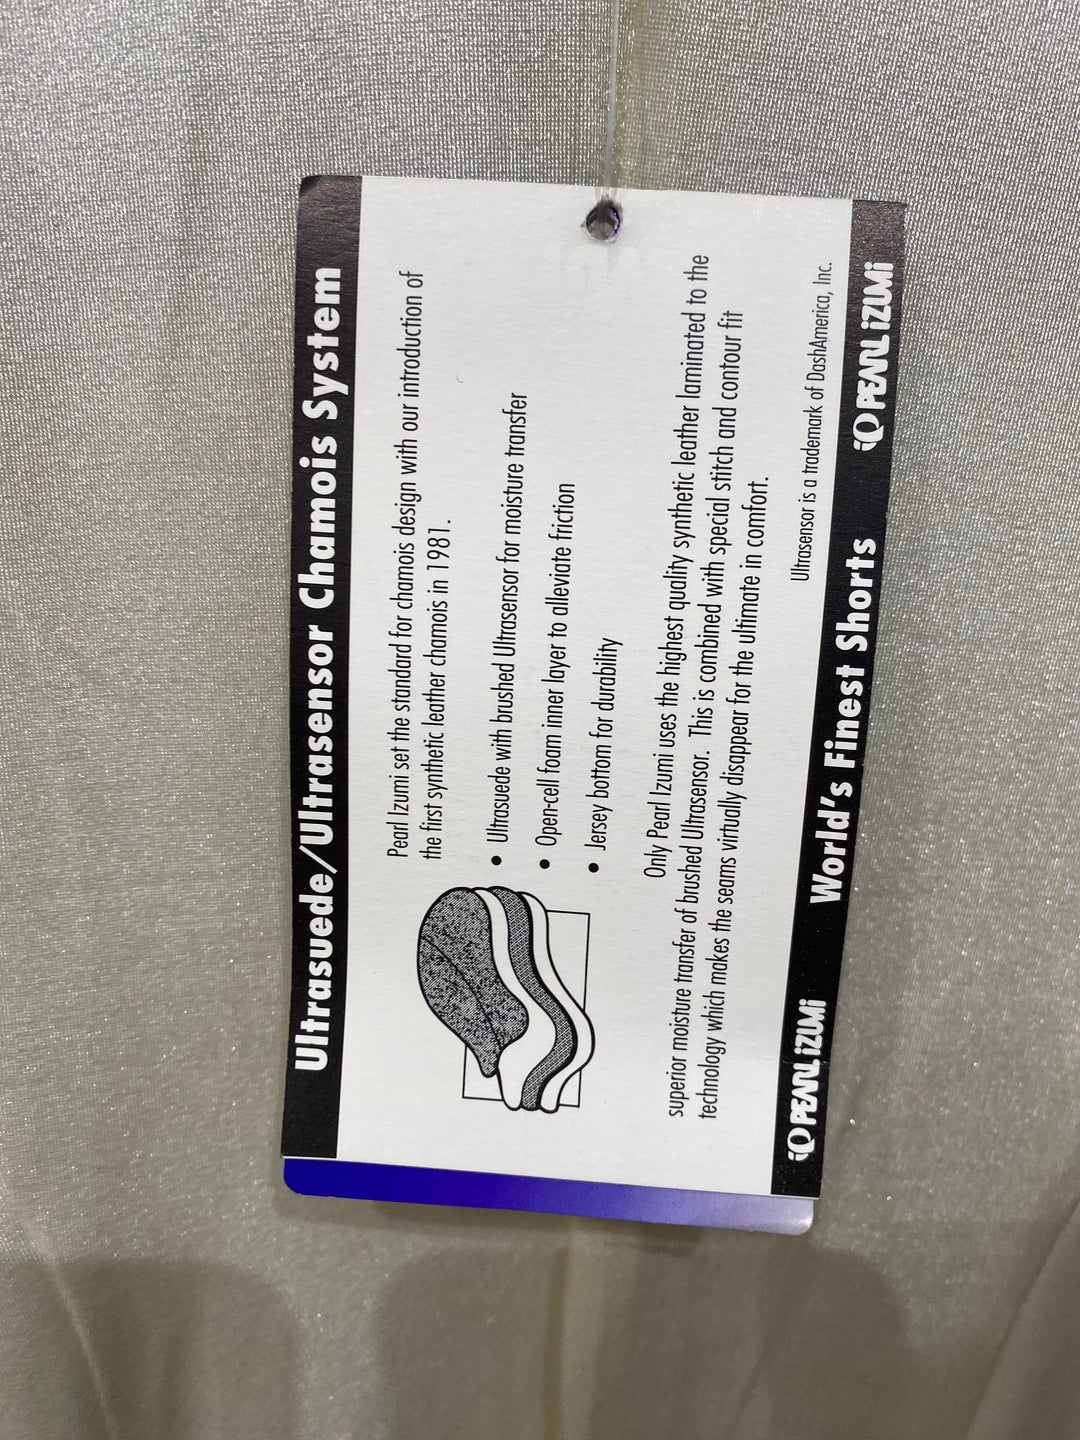 Ultrasuede/Ultrasensor Chamois System
Pearl Izumi set the standard for chamois design with our introduction of
the first synthetic leather chamois in 1981.
• Ultrasuede with brushed Ultrasensor for moisture transfer
• Open-cell foam inner layer to alleviate friction
• Jersey bottom for durability
Only Pearl Izumi uses the highest quality synthetic leather laminated to the
superior moisture transfer of brushed Ultrasensor. This is combined with special stitch and contour fit
technology which makes the seams virtually disappear for the ultimate in comfort.
Ultrasensor is a trademark of DashAmerica, Inc.
PEARL iZUMi World's Finest Shorts PEARL iZUMi